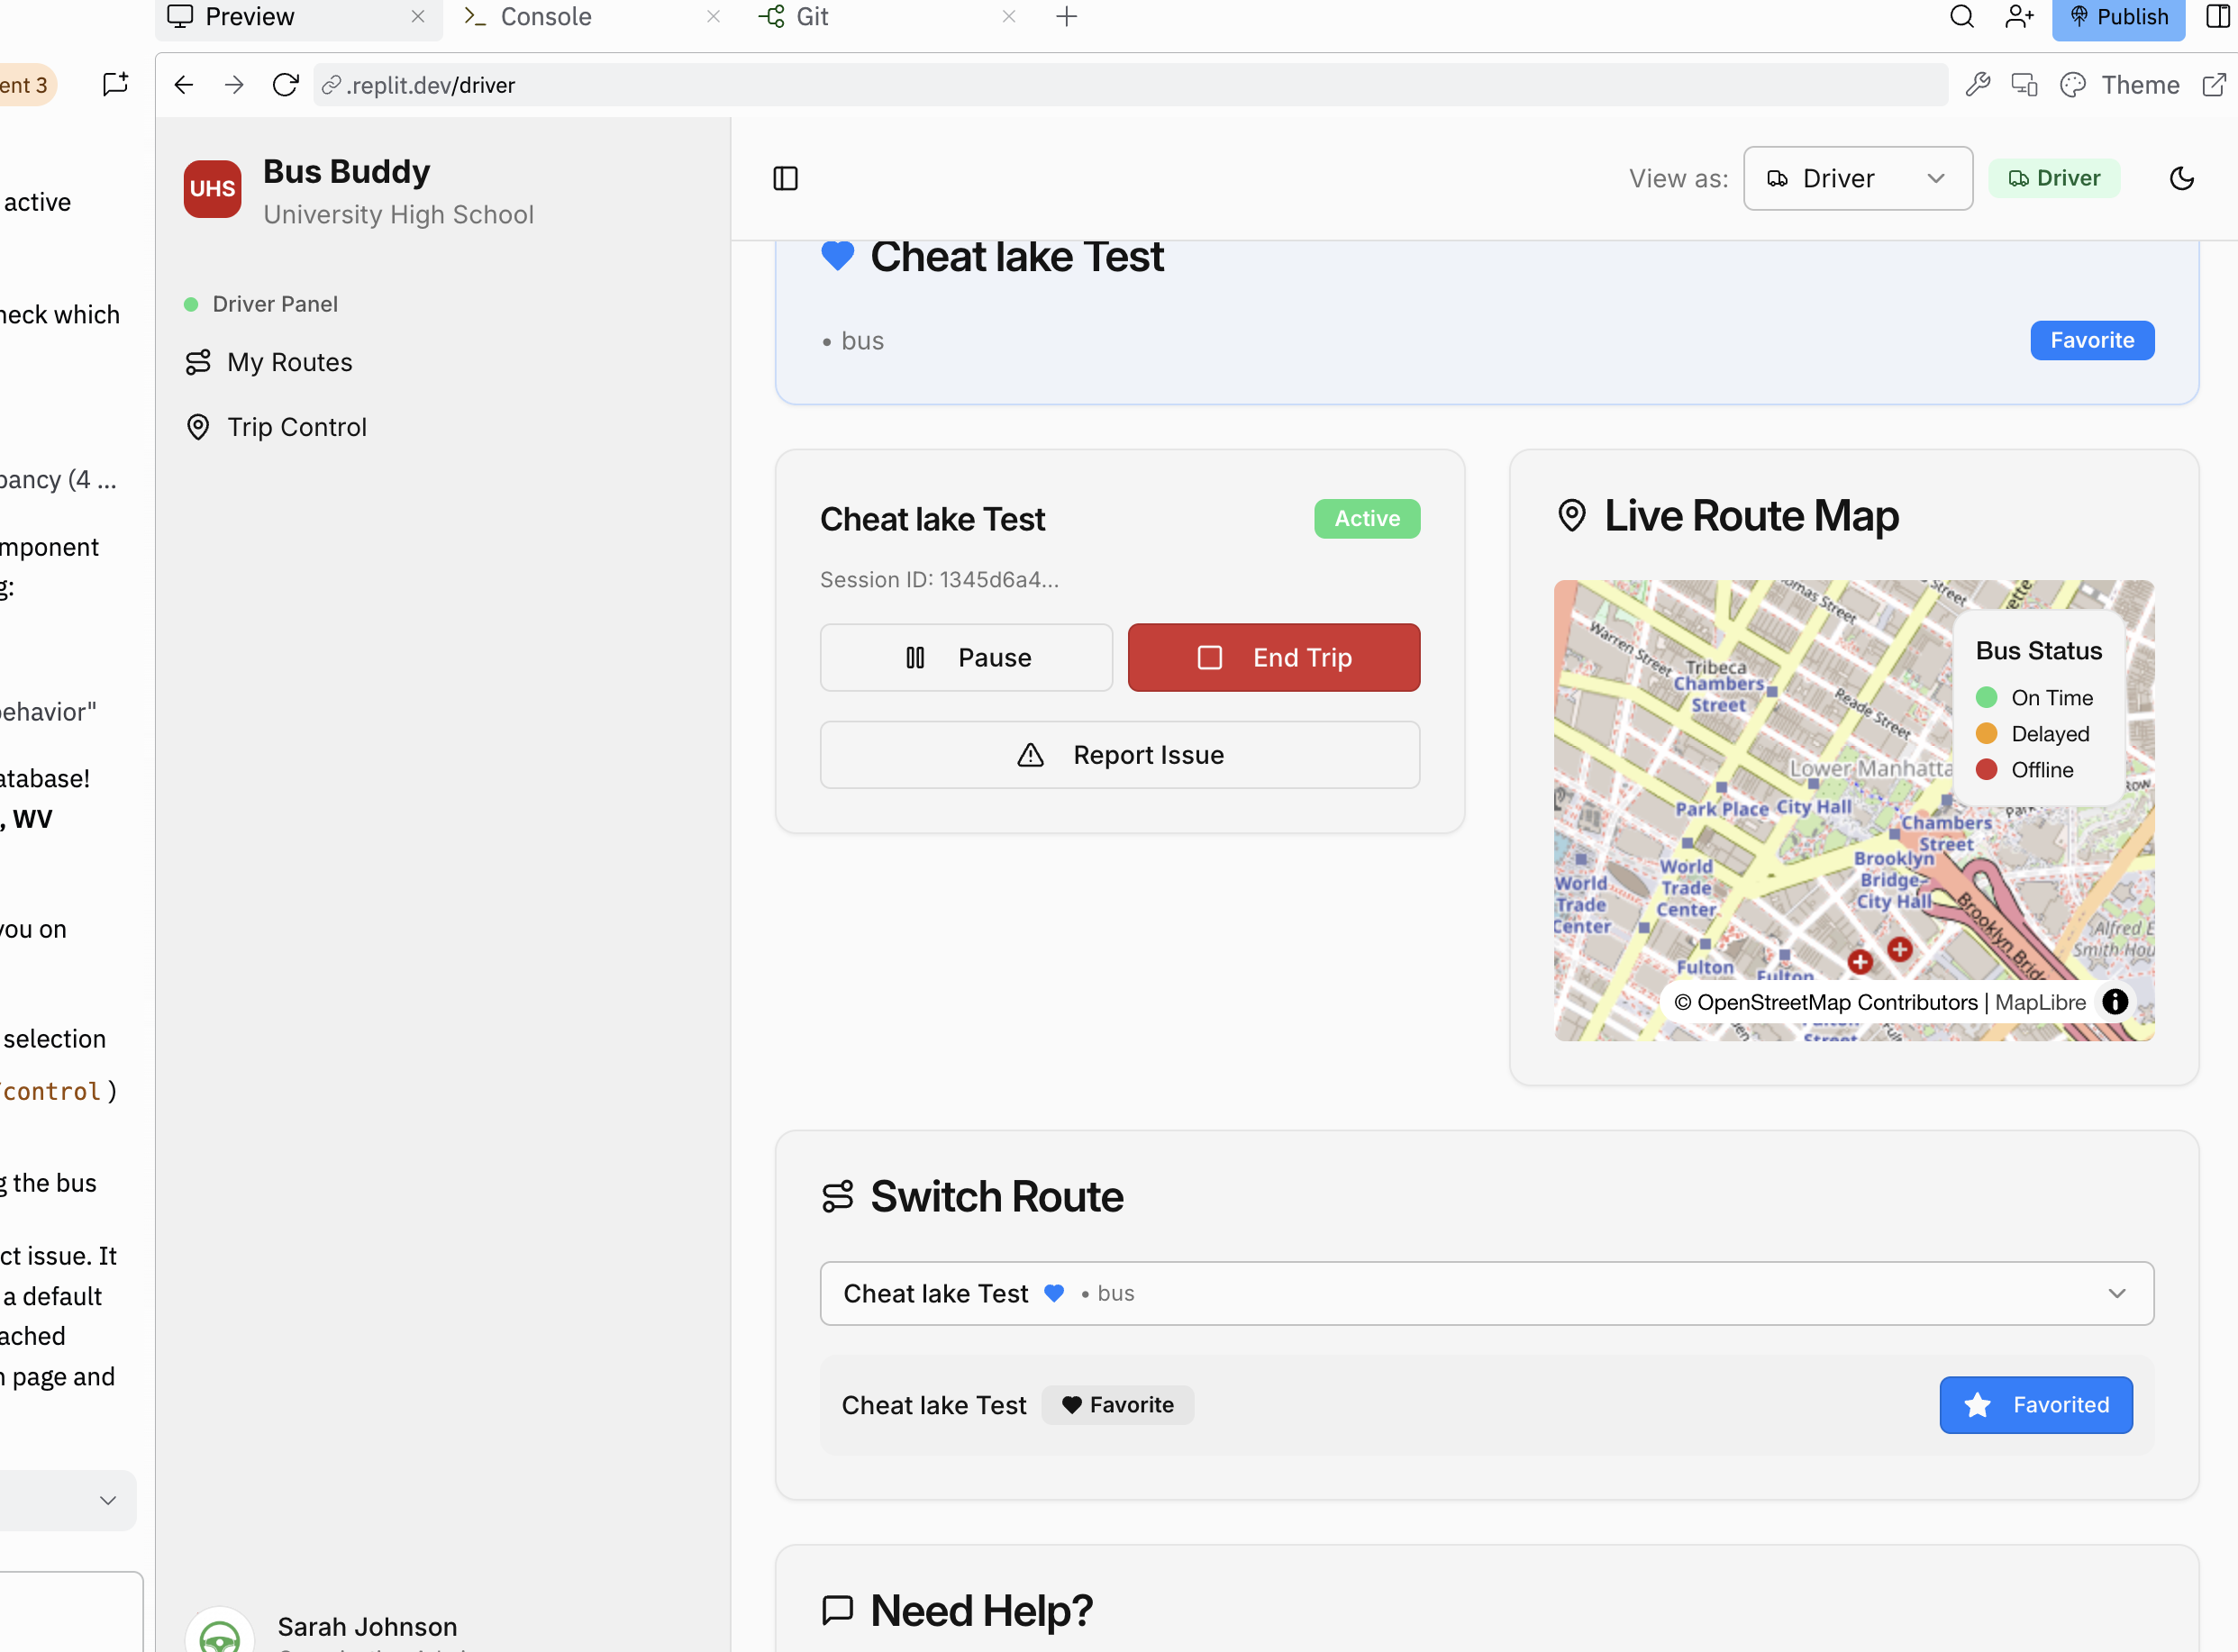 Preview
Console
Git
Publish
ent 3
.replit.dev/driver
Theme
active
heck which
pancy (4 ...
mponent
g:
behavior"
atabase!
, WV
you on
selection
control)
g the bus
ct issue. It
a default
ached
n page and
UHS
Bus Buddy
University High School
Driver Panel
My Routes
Trip Control
Sarah Johnson
View as:
Driver
Driver
Cheat lake Test
• bus
Favorite
Cheat lake Test
Active
Session ID: 1345d6a4...
Pause
End Trip
Report Issue
Live Route Map
Warren Street
Tribeca
Chambers
Street
Reade Street
Lower Manhatta
Park Place
City Hall
Chambers
Street
World
Trade
Center
World
Trade
Center
Brooklyn
Bridge–
City Hall
Fulton
Fulton
Alfred E
Smith Hou
Bus Status
On Time
Delayed
Offline
© OpenStreetMap Contributors | MapLibre
Switch Route
Cheat lake Test • bus
Cheat lake Test
Favorite
Favorited
Need Help?